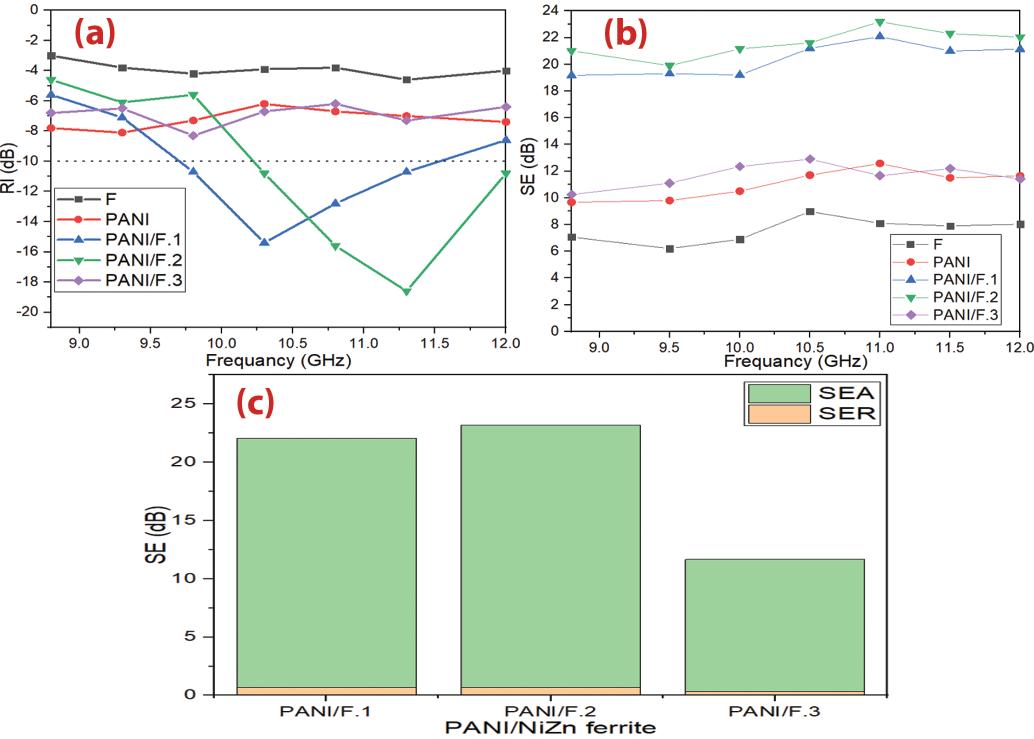 (a)
0
-2
-4
-6
-8
-10
-12
-14
-16
-18
-20
RI (dB)
F
PANI
PANI/F.1
PANI/F.2
PANI/F.3
9.0 9.5 10.0 10.5 11.0 11.5 12.0
Frequancy (GHz)
(b)
24
22
20
18
16
14
12
10
8
6
4
2
0
SE (dB)
F
PANI
PANI/F.1
PANI/F.2
PANI/F.3
9.0 9.5 10.0 10.5 11.0 11.5 12.0
Frequancy (GHz)
(c)
25
20
15
10
5
0
SE (dB)
SEA
SER
PANI/F.1 PANI/F.2 PANI/F.3
PANI/NiZn ferrite